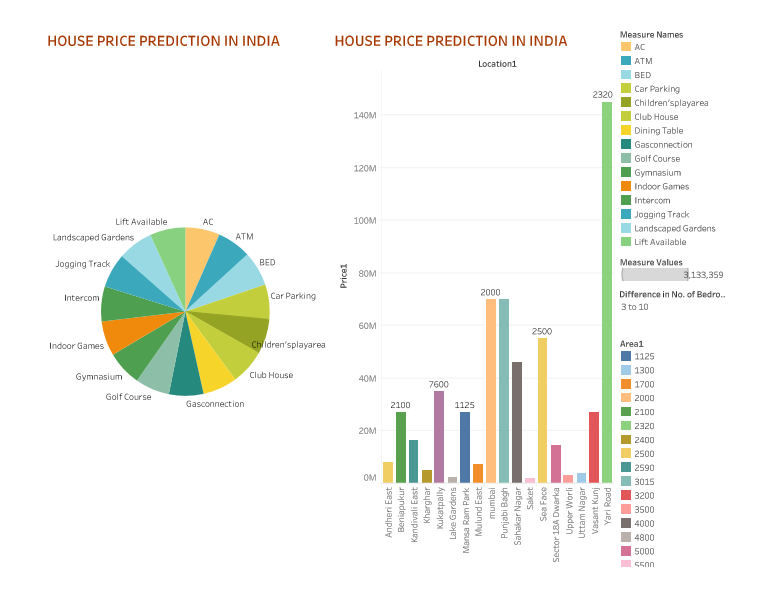 HOUSE PRICE PREDICTION IN INDIA
Lift Available
AC
Landscaped Gardens
ATM
Jogging Track
BED
Intercom
Car Parking
Indoor Games
Children'splayarea
Gymnasium
Club House
Golf Course
Gasconnection
HOUSE PRICE PREDICTION IN INDIA
Location1
Price1
140M
120M
100M
80M
60M
40M
20M
0M
2100
7600
1125
2000
2500
2320
Andheri East
Beniapukur
Kandivali East
Kharghar
Kukatpally
Lake Gardens
Mansa Ram Park
Mulund East
mumbai
Punjabi Bagh
Sahakar Nagar
Saket
Sea Face
Sector 18A Dwarka
Upper Worli
Uttam Nagar
Vasant Kunj
Yari Road
Measure Names
AC
ATM
BED
Car Parking
Children'splayarea
Club House
Dining Table
Gasconnection
Golf Course
Gymnasium
Indoor Games
Intercom
Jogging Track
Landscaped Gardens
Lift Available
Measure Values
3,133,359
Difference in No. of Bedro..
3 to 10
Area1
1125
1300
1700
2000
2100
2320
2400
2500
2590
3015
3200
3500
4000
4800
5000
5500